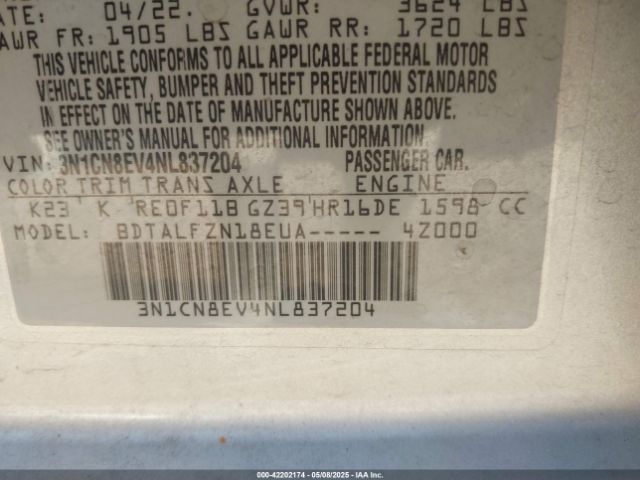 DATE: 04/22. GVWR: 3624 LBS
GAWR FR: 1905 LBS GAWR RR: 1720 LBS
THIS VEHICLE CONFORMS TO ALL APPLICABLE FEDERAL MOTOR
VEHICLE SAFETY, BUMPER AND THEFT PREVENTION STANDARDS
IN EFFECT ON THE DATE OF MANUFACTURE SHOWN ABOVE.
SEE OWNER'S MANUAL FOR ADDITIONAL INFORMATION
VIN: 3N1CN8EV4NL837204 PASSENGER CAR.
COLOR TRIM TRANS AXLE ENGINE
K23 K RE0F11B GZ39 HR16DE 1598 CC
MODEL: BDTALFZN18EUA----- 4Z000
3N1CN8EV4NL837204
000-42202174 - 05/08/2025 - IAA Inc.